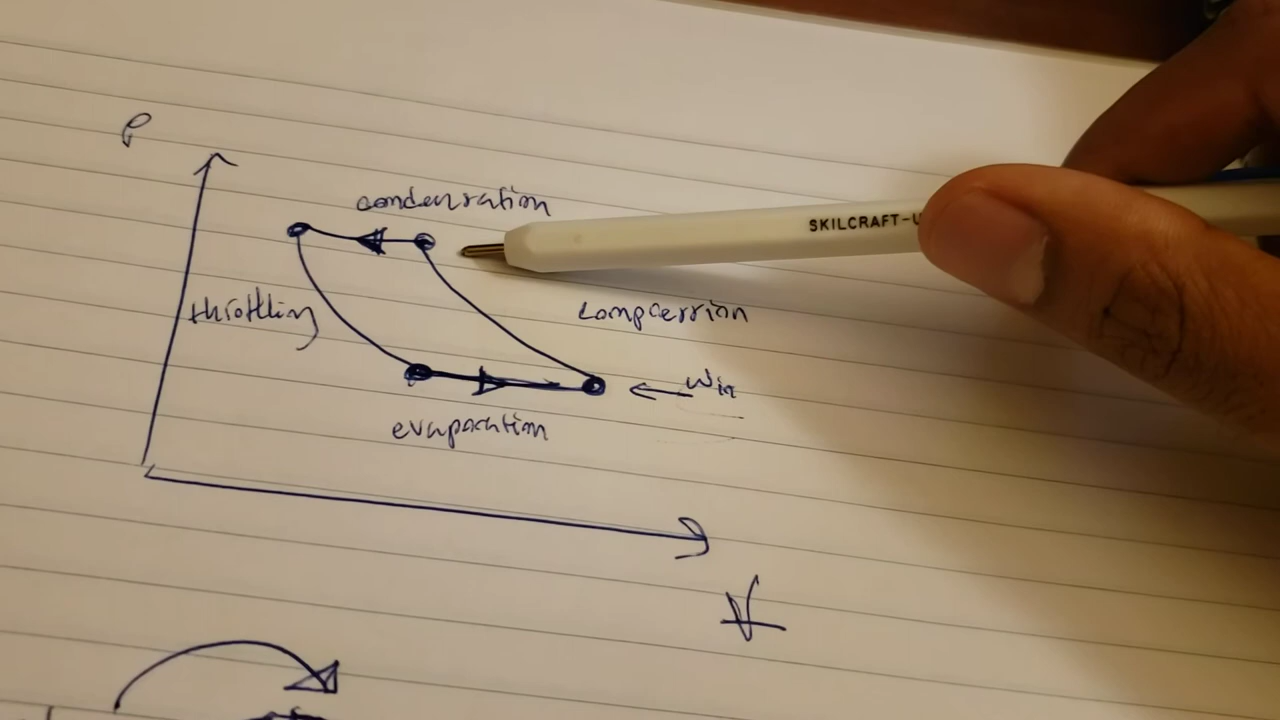 P
condensation
SKILCRAFT-U
throttling
compression
Win
evaporation
V